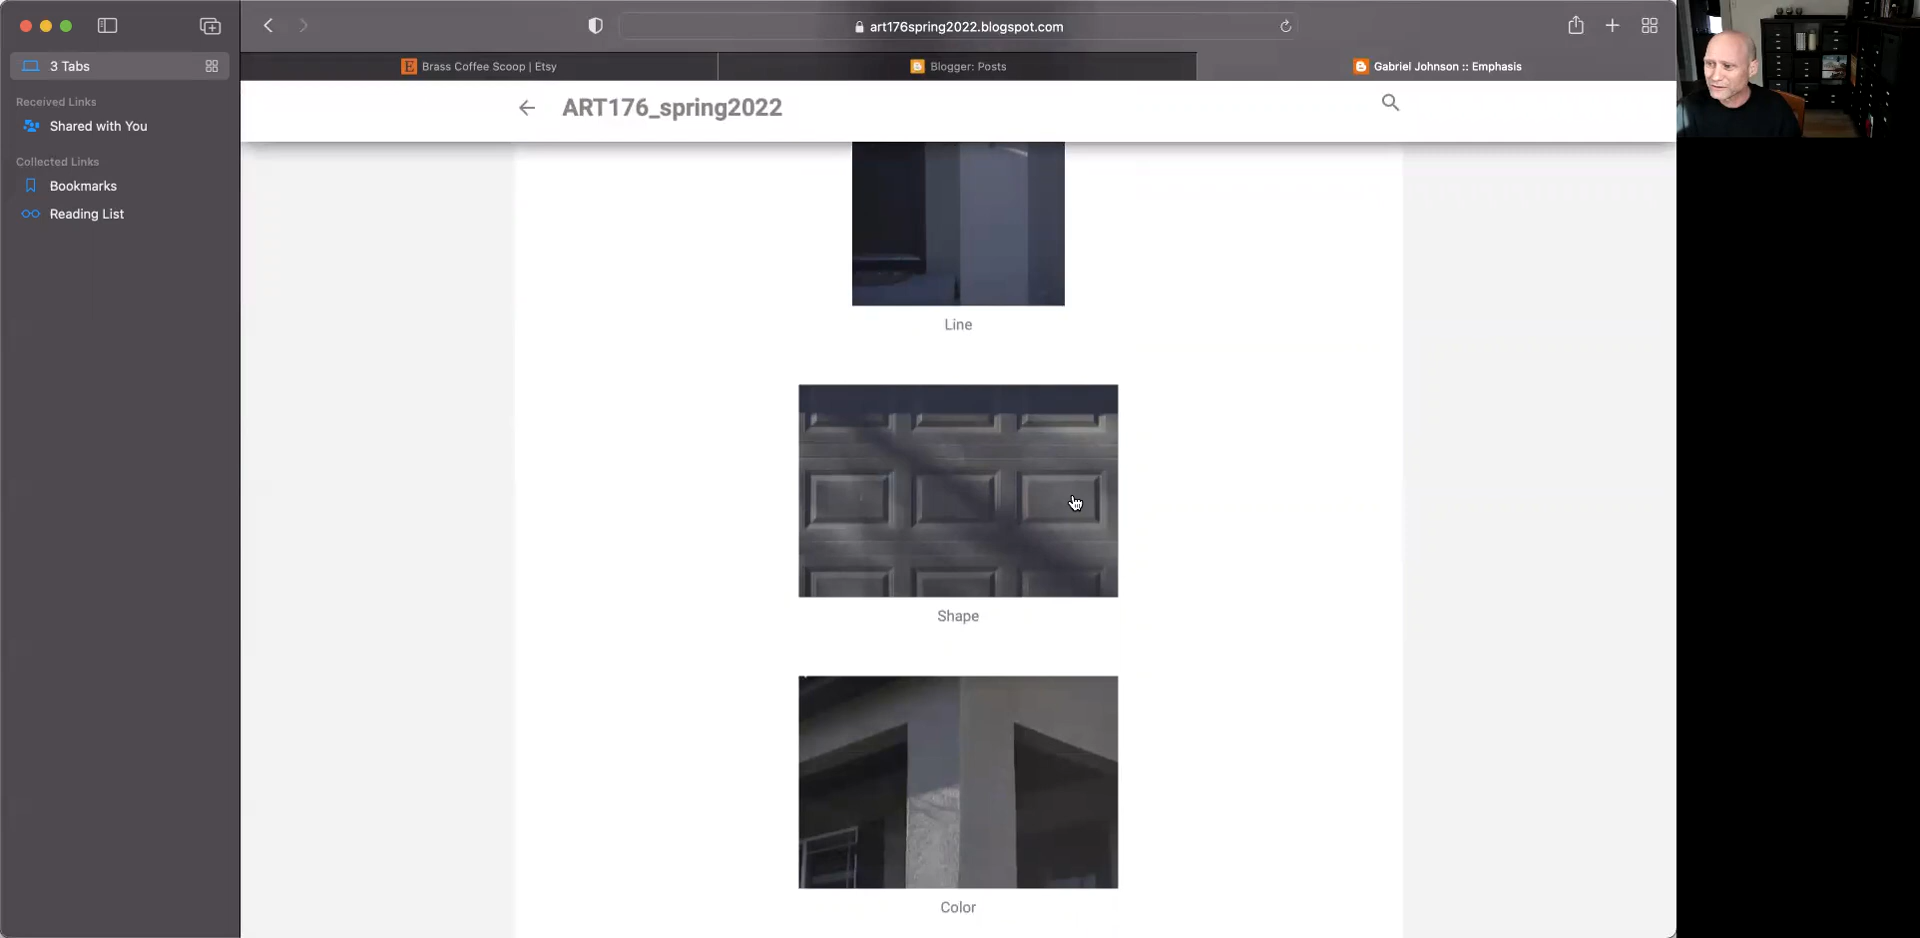 art176spring2022.blogspot.com
3 Tabs
Brass Coffee Scoop | Etsy
Blogger: Posts
Gabriel Johnson :: Emphasis
Received Links
Shared with You
Collected Links
Bookmarks
Reading List
ART176_spring2022
Line
Shape
Color